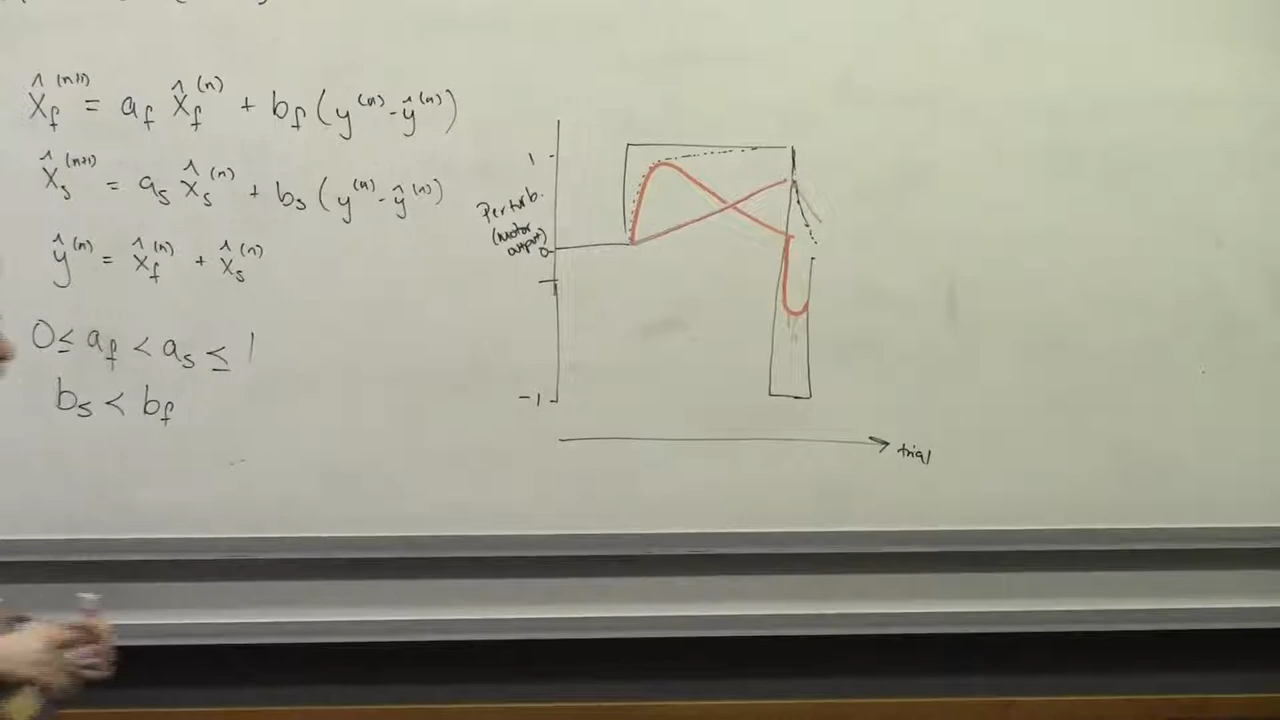 x̂_f^(n+1) = a_f x̂_f^(n) + b_f (y^(n) - ŷ^(n))
x̂_s^(n+1) = a_s x̂_s^(n) + b_s (y^(n) - ŷ^(n))
ŷ^(n) = x̂_f^(n) + x̂_s^(n)
0 ≤ a_f < a_s ≤ 1
b_s < b_f
1
Perturb.
(motor
output)
0
-1
trial